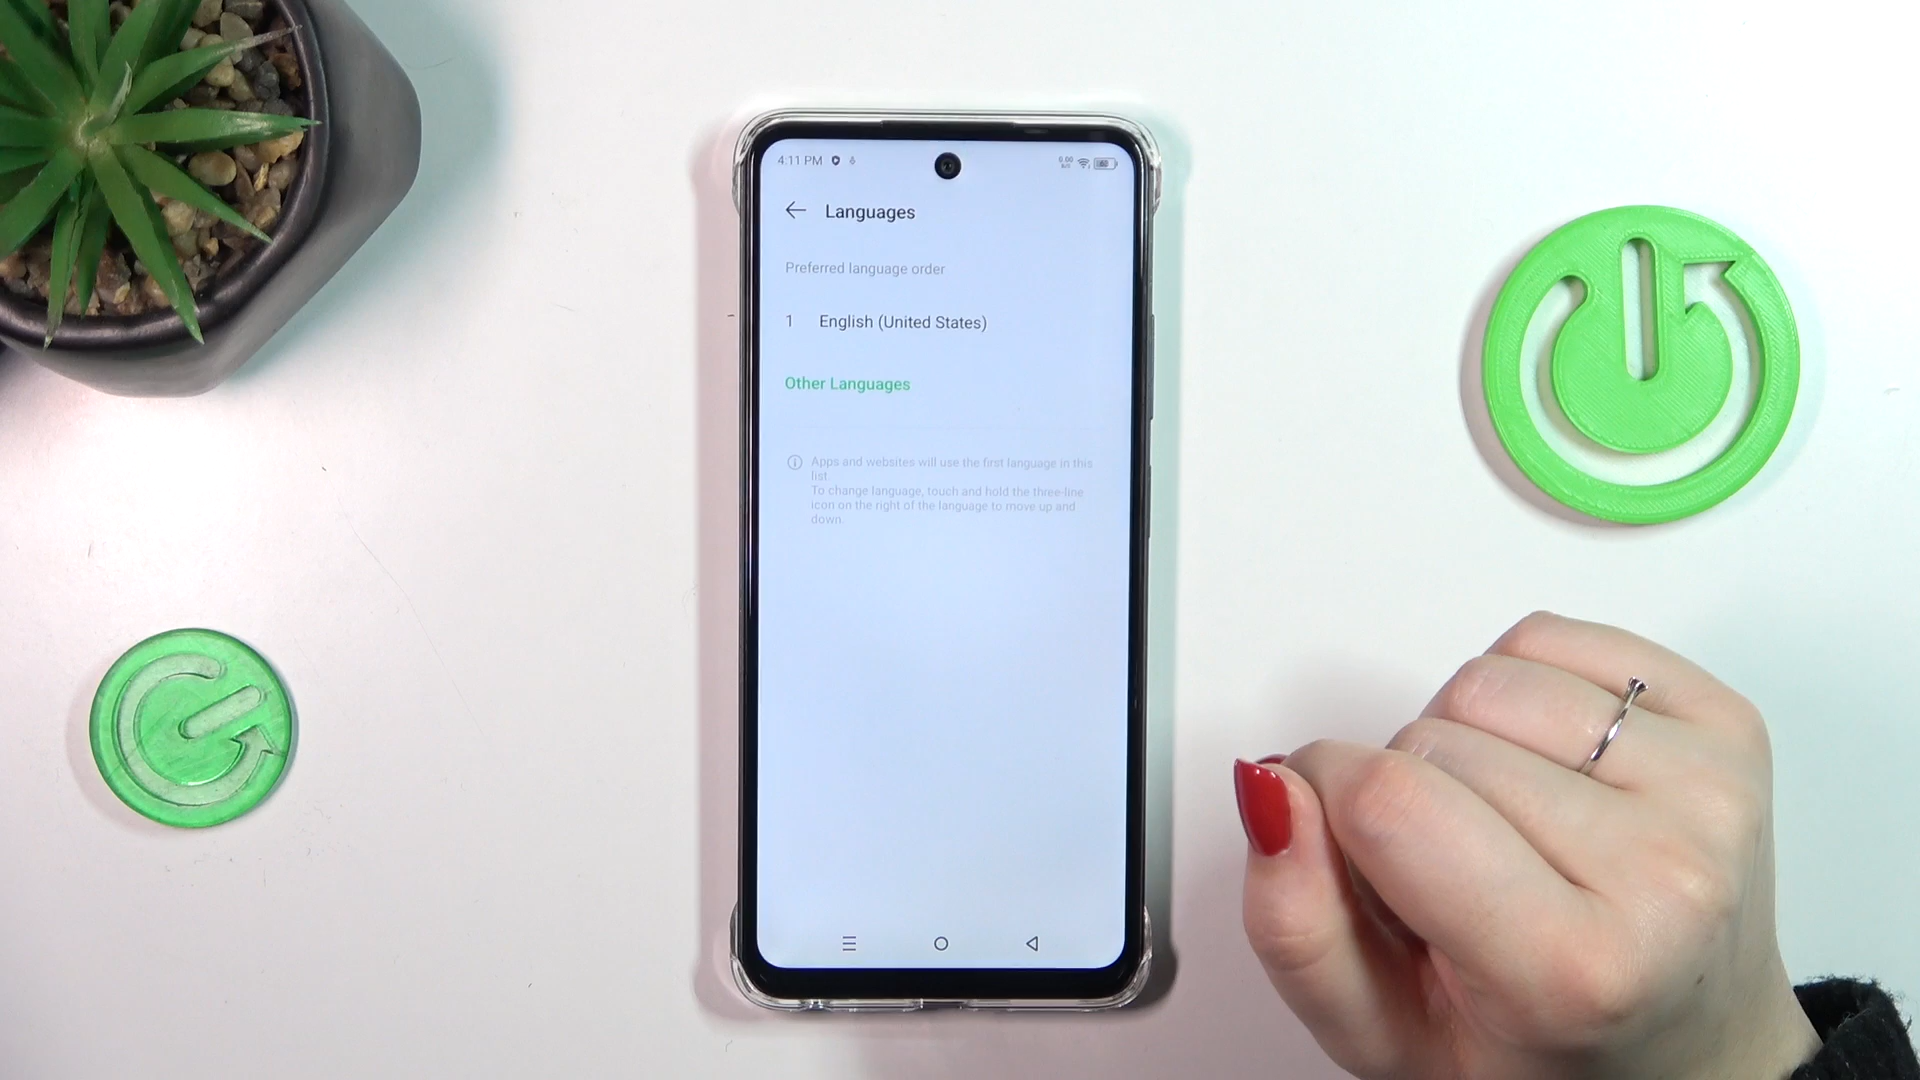 4:11 PM
0.00
Languages
Preferred language order
1 English (United States)
Other Languages
Apps and websites will use the first language in this
list.
To change language, touch and hold the three-line
icon on the right of the language to move up and
down.